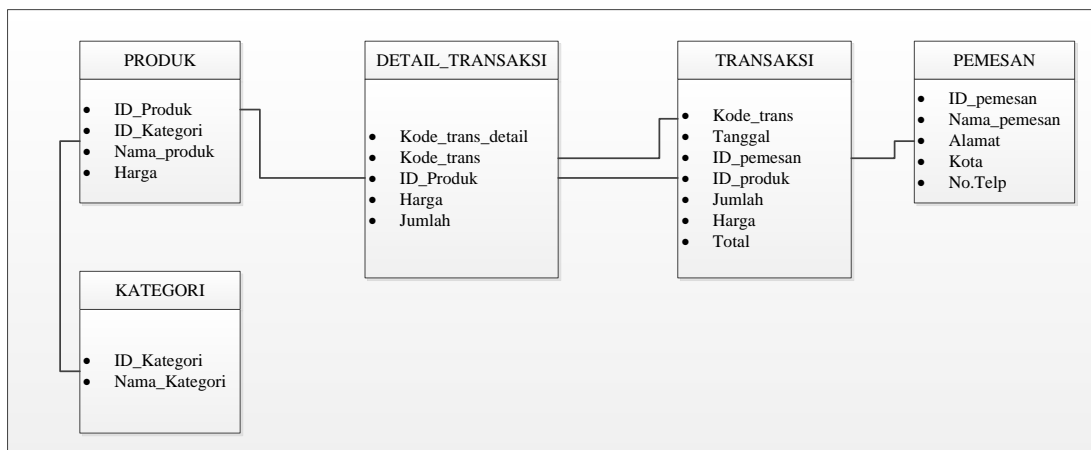 PRODUK
ID_Produk
ID_Kategori
Nama_produk
Harga
DETAIL_TRANSAKSI
Kode_trans_detail
Kode_trans
ID_Produk
Harga
Jumlah
TRANSAKSI
Kode_trans
Tanggal
ID_pemesan
ID_produk
Jumlah
Harga
Total
PEMESAN
ID_pemesan
Nama_pemesan
Alamat
Kota
No.Telp
KATEGORI
ID_Kategori
Nama_Kategori